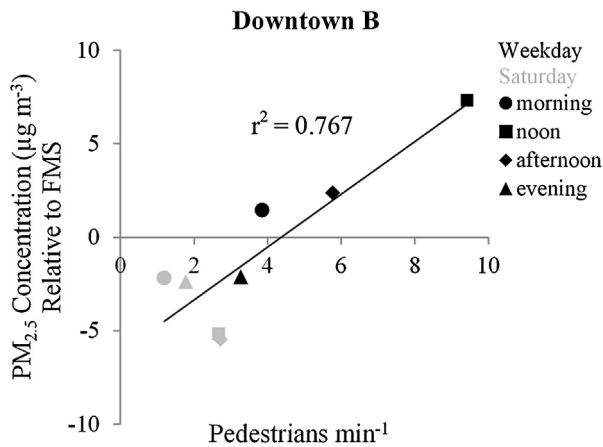 Downtown B
PM2.5 Concentration (µg m-3)
Relative to FMS
10
5
0
-5
-10
0
2
4
6
8
10
r² = 0.767
Weekday
Saturday
morning
noon
afternoon
evening
Pedestrians min-1